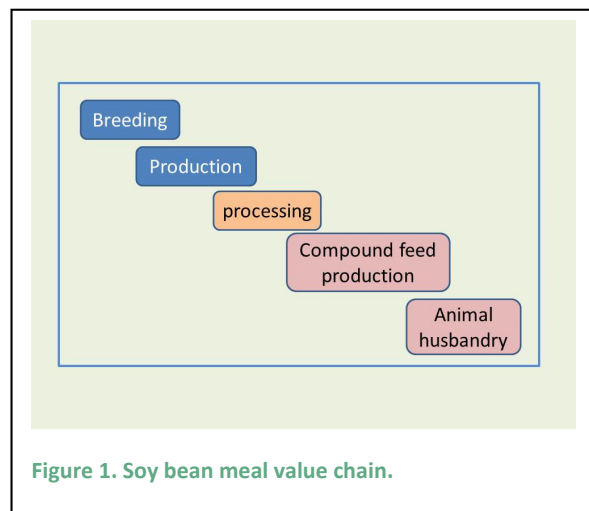 Breeding
Production
processing
Compound feed
production
Animal
husbandry
Figure 1. Soy bean meal value chain.